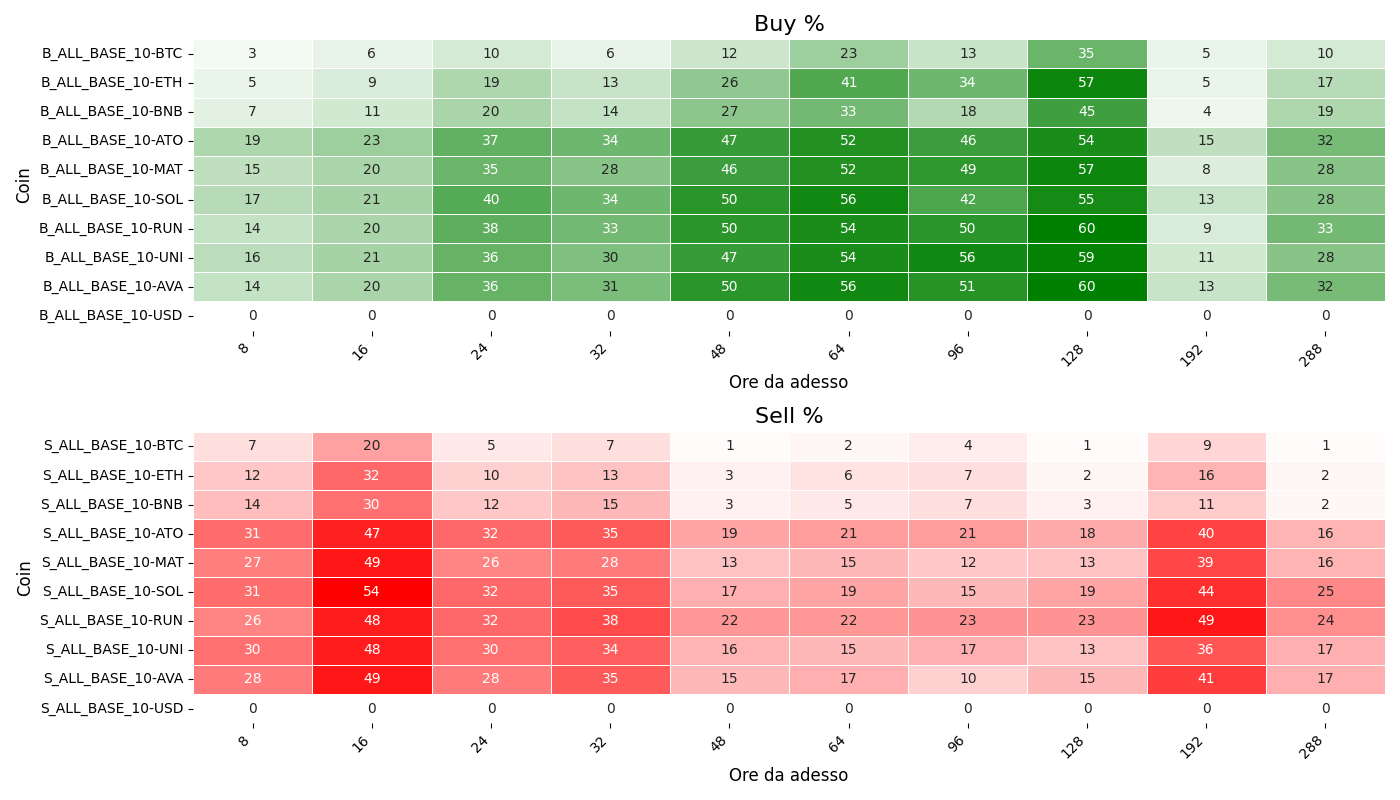 Buy %
B_ALL_BASE_10-BTC 3 6 10 6 12 23 13 35 5 10
B_ALL_BASE_10-ETH 5 9 19 13 26 41 34 57 5 17
B_ALL_BASE_10-BNB 7 11 20 14 27 33 18 45 4 19
B_ALL_BASE_10-ATO 19 23 37 34 47 52 46 54 15 32
B_ALL_BASE_10-MAT 15 20 35 28 46 52 49 57 8 28
Coin
B_ALL_BASE_10-SOL 17 21 40 34 50 56 42 55 13 28
B_ALL_BASE_10-RUN 14 20 38 33 50 54 50 60 9 33
B_ALL_BASE_10-UNI 16 21 36 30 47 54 56 59 11 28
B_ALL_BASE_10-AVA 14 20 36 31 50 56 51 60 13 32
B_ALL_BASE_10-USD 0 0 0 0 0 0 0 0 0 0
8 16 24 32 48 64 96 128 192 288
Ore da adesso
Sell %
S_ALL_BASE_10-BTC 7 20 5 7 1 2 4 1 9 1
S_ALL_BASE_10-ETH 12 32 10 13 3 6 7 2 16 2
S_ALL_BASE_10-BNB 14 30 12 15 3 5 7 3 11 2
S_ALL_BASE_10-ATO 31 47 32 35 19 21 21 18 40 16
S_ALL_BASE_10-MAT 27 49 26 28 13 15 12 13 39 16
Coin
S_ALL_BASE_10-SOL 31 54 32 35 17 19 15 19 44 25
S_ALL_BASE_10-RUN 26 48 32 38 22 22 23 23 49 24
S_ALL_BASE_10-UNI 30 48 30 34 16 15 17 13 36 17
S_ALL_BASE_10-AVA 28 49 28 35 15 17 10 15 41 17
S_ALL_BASE_10-USD 0 0 0 0 0 0 0 0 0 0
8 16 24 32 48 64 96 128 192 288
Ore da adesso